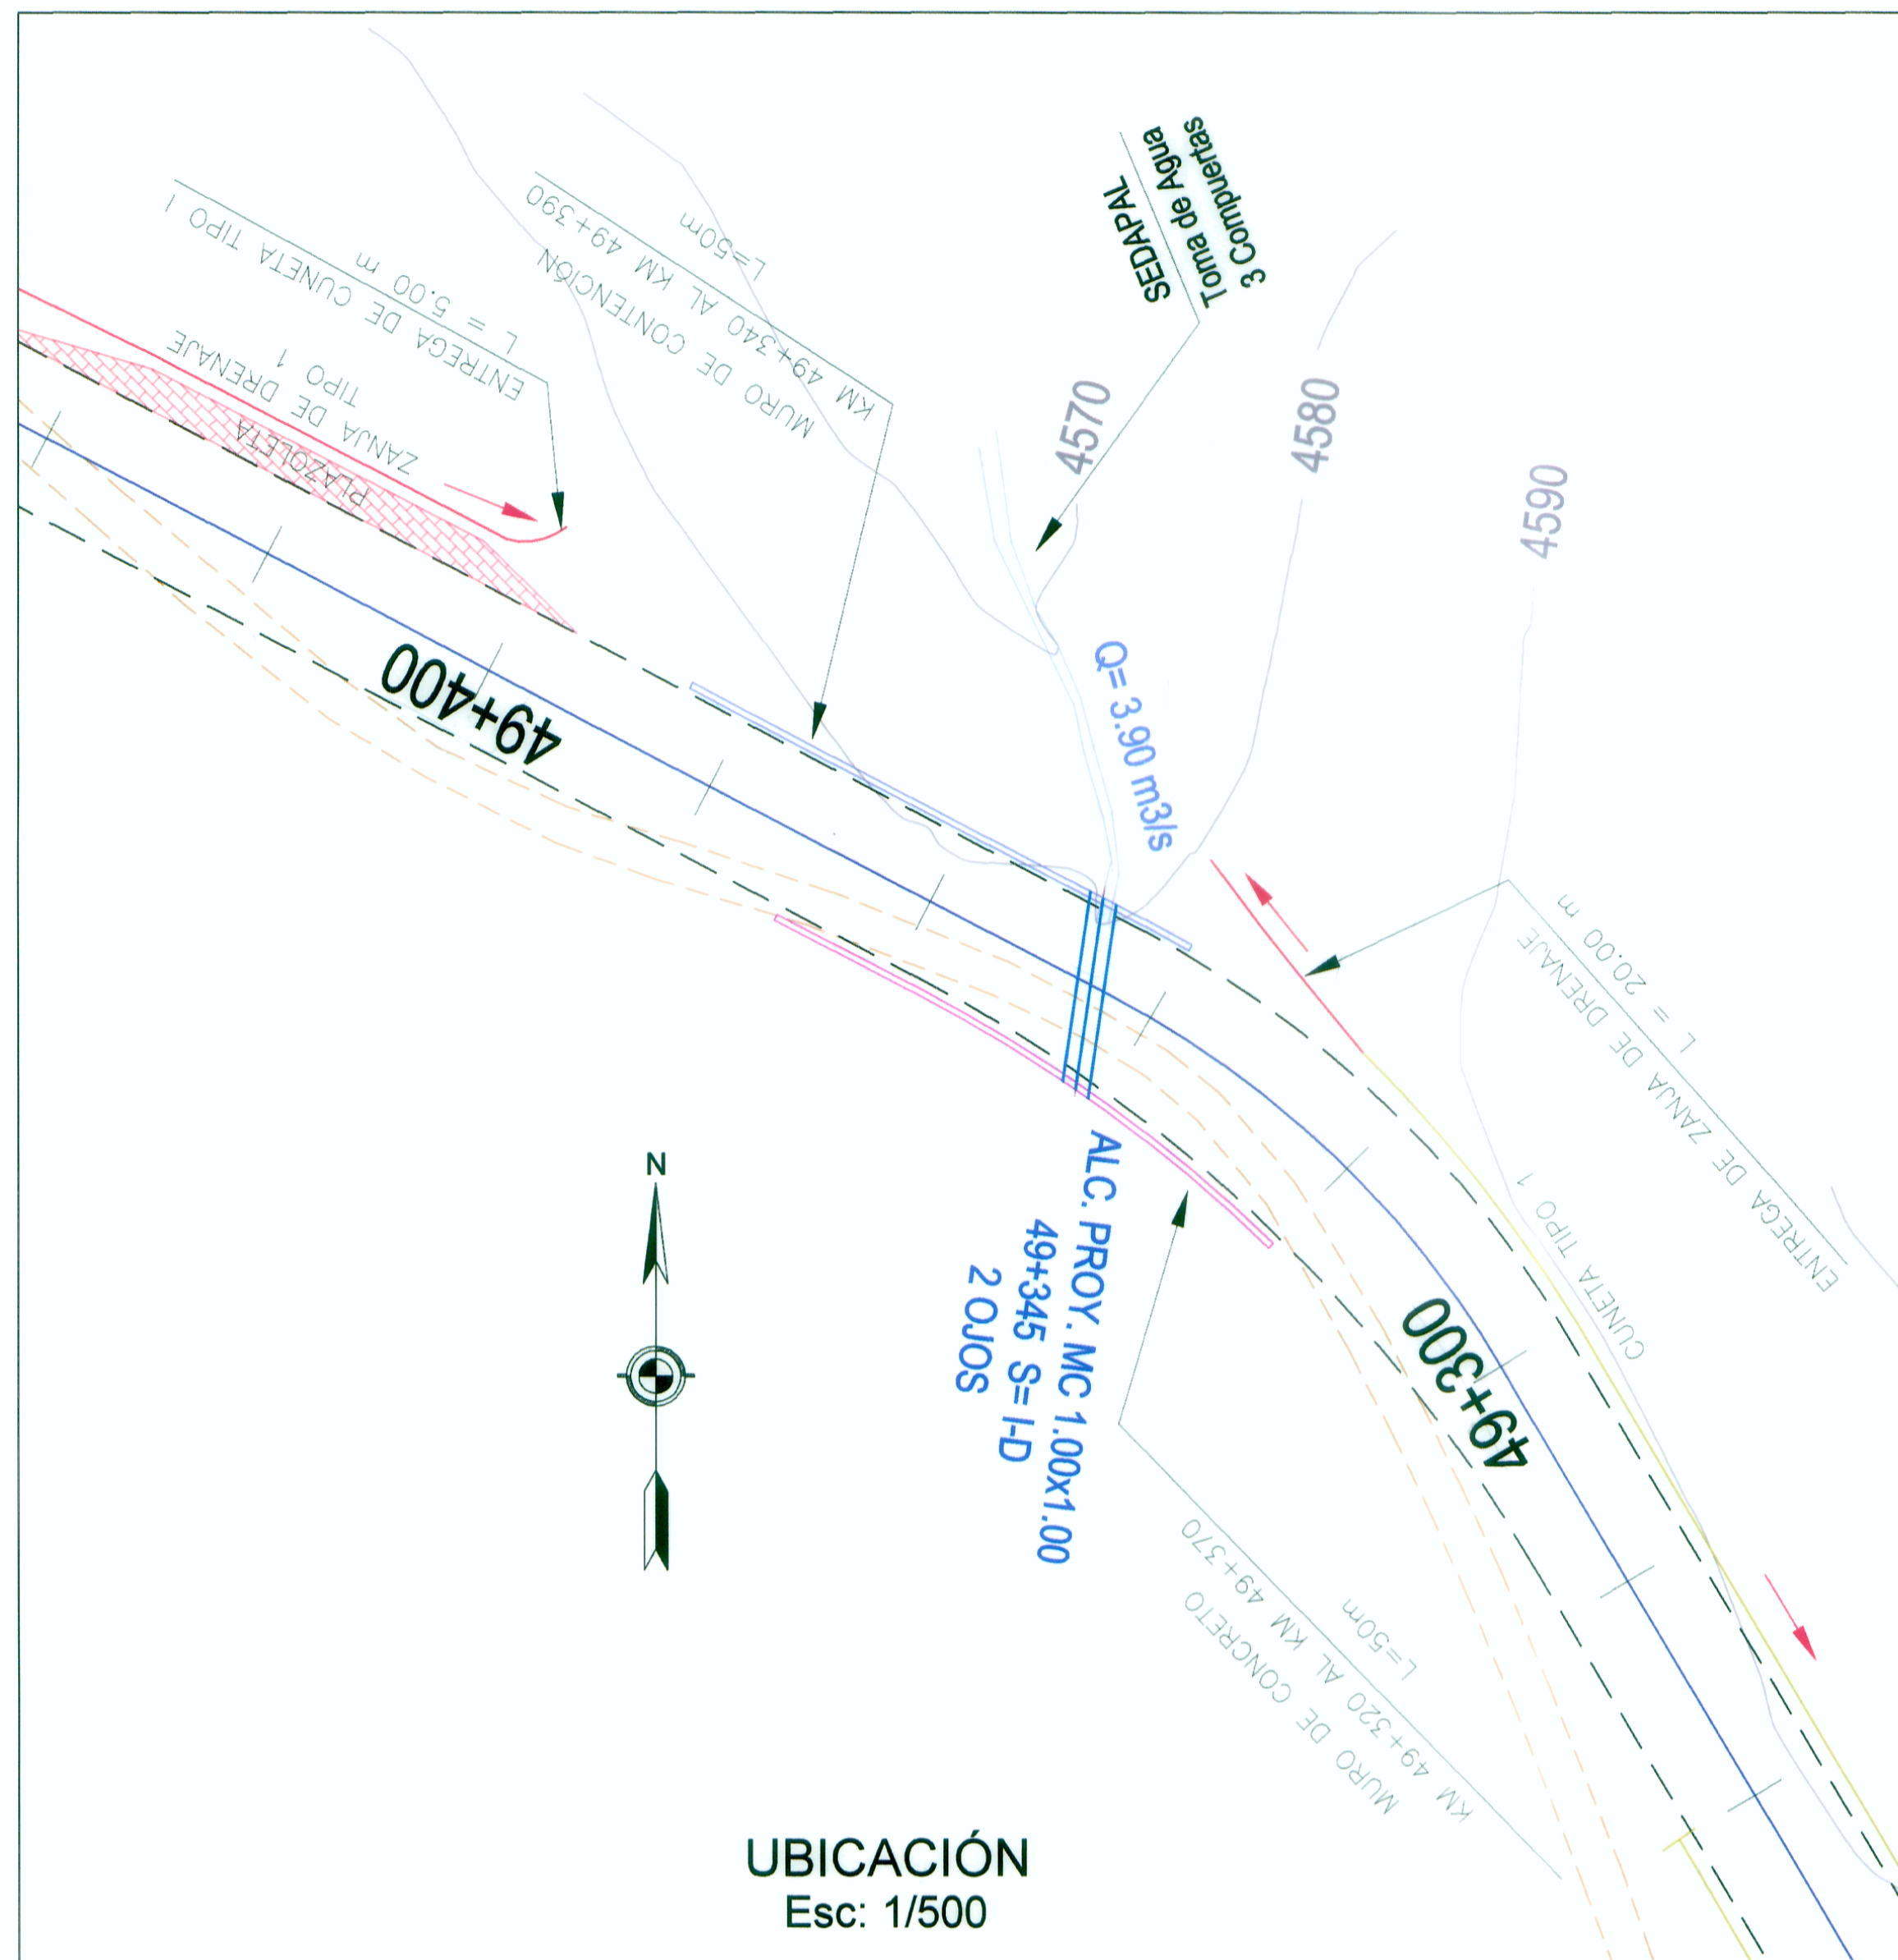 ENTREGA DE CUNETA TIPO I
L = 5.00 m
ZANJA DE DRENAJE
TIPO 1
PLAZOLETA
MURO DE CONTENCIÓN
KM 49+340 AL KM 49+390
L=50m
SEDAPAL
Toma de Agua
3 Compuertas
4570
4580
4590
Q= 3.90 m3/s
49+400
ENTREGA DE ZANJA DE DRENAJE
L = 20.00 m
CUNETA TIPO 1
N
ALC. PROY. MC 1.00x1.00
49+345 S= I-D
2 OJOS
49+300
MURO DE CONCRETO
KM 49+320 AL KM 49+370
L=50m
UBICACIÓN
Esc: 1/500